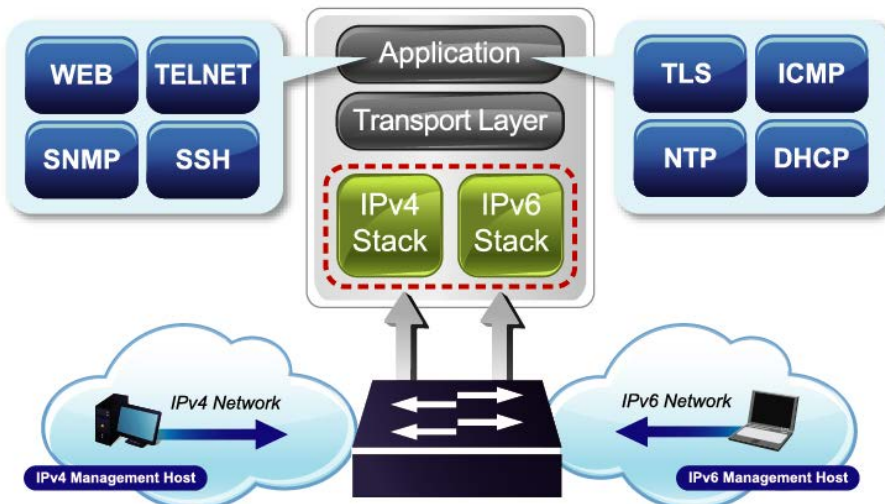 WEB
TELNET
SNMP
SSH
Application
Transport Layer
IPv4
Stack
IPv6
Stack
TLS
ICMP
NTP
DHCP
IPv4 Network
IPv4 Management Host
IPv6 Network
IPv6 Management Host